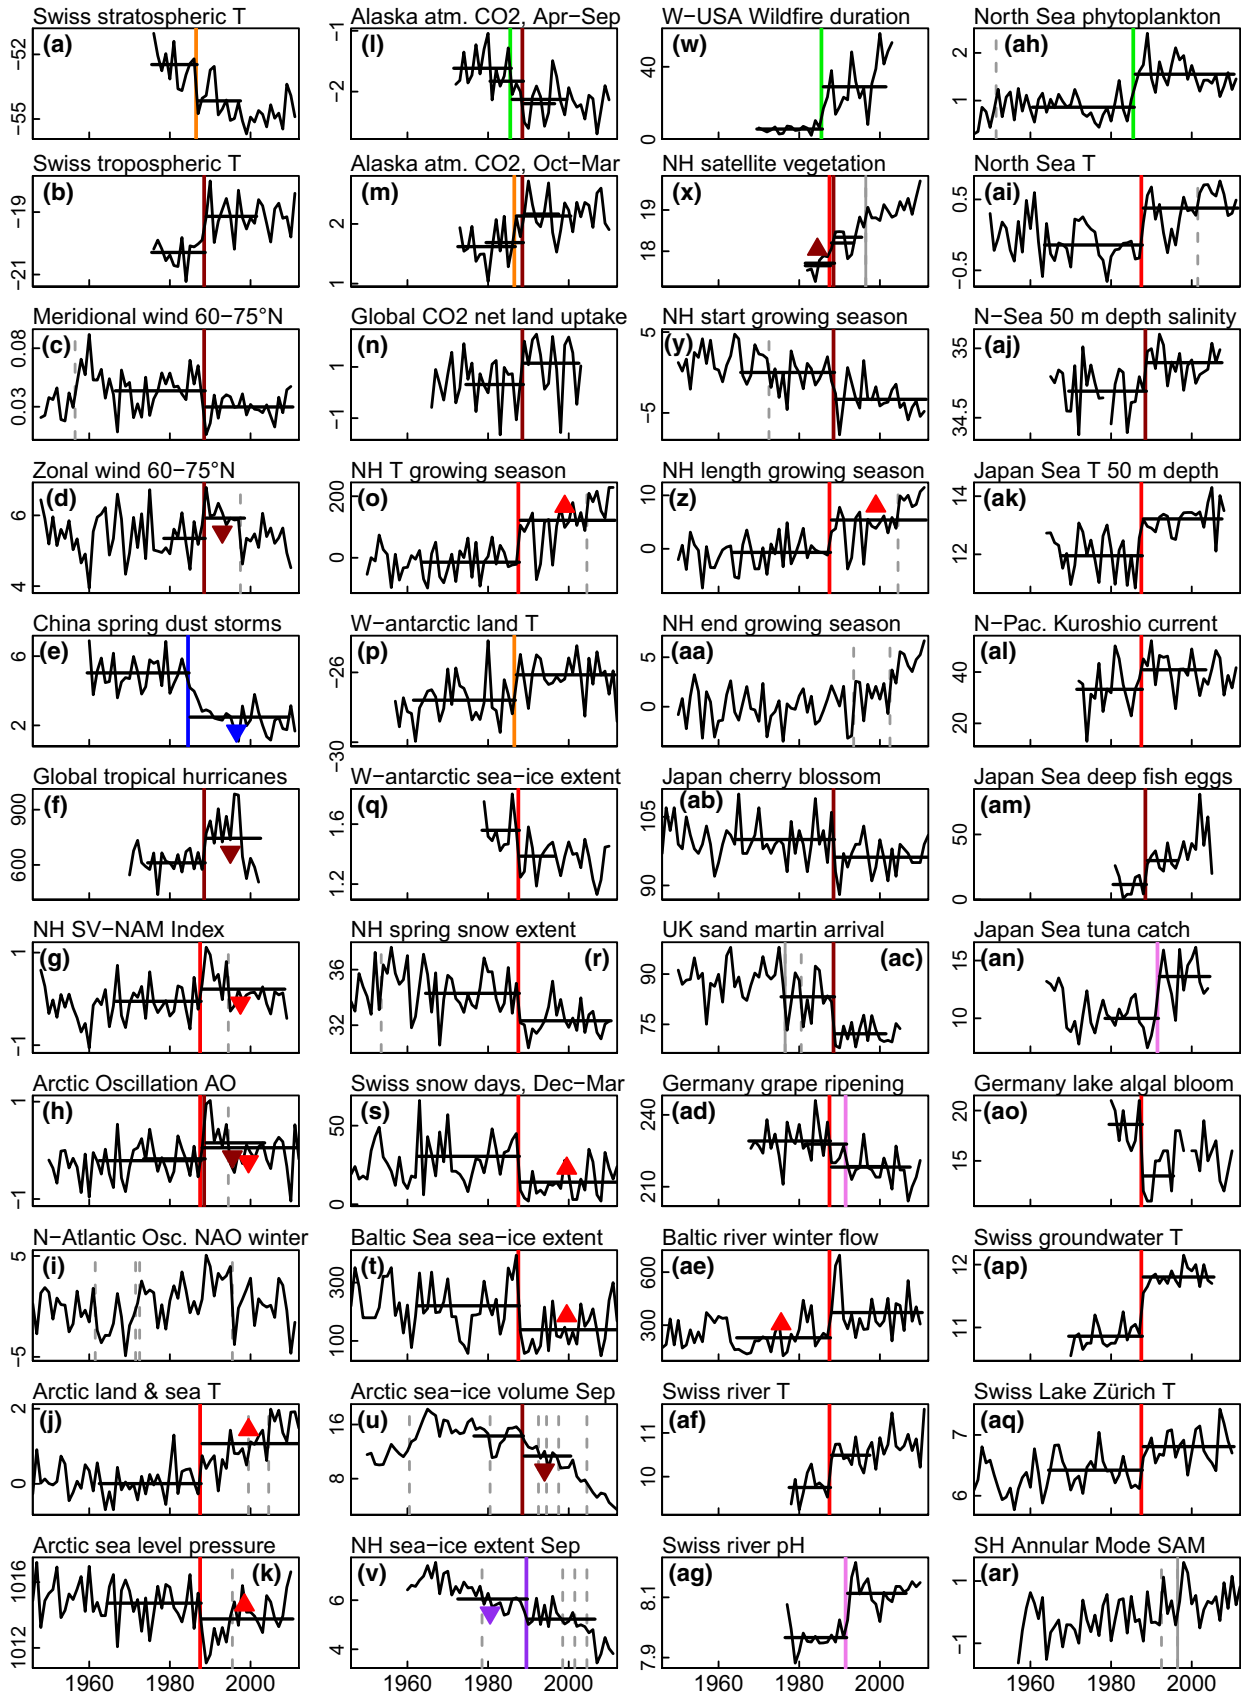 Swiss stratospheric T
(a)
−52
−55
Alaska atm. CO2, Apr−Sep
(l)
−1
−2
W−USA Wildfire duration
(w)
40
0
North Sea phytoplankton
(ah)
2
1
Swiss tropospheric T
(b)
−19
−21
Alaska atm. CO2, Oct−Mar
(m)
2
1
NH satellite vegetation
(x)
19
18
North Sea T
(ai)
0.5
−0.5
Meridional wind 60−75°N
(c)
0.08
0.03
Global CO2 net land uptake
(n)
1
−1
NH start growing season
(y)
5
−5
N−Sea 50 m depth salinity
(aj)
35
34.5
Zonal wind 60−75°N
(d)
6
4
NH T growing season
(o)
200
0
NH length growing season
(z)
10
0
Japan Sea T 50 m depth
(ak)
14
12
China spring dust storms
(e)
6
2
W−antarctic land T
(p)
−26
−30
NH end growing season
(aa)
5
0
N−Pac. Kuroshio current
(al)
40
20
Global tropical hurricanes
(f)
900
600
W−antarctic sea−ice extent
(q)
1.6
1.2
Japan cherry blossom
(ab)
105
90
Japan Sea deep fish eggs
(am)
50
0
NH SV−NAM Index
(g)
1
−1
NH spring snow extent
(r)
36
32
UK sand martin arrival
(ac)
90
75
Japan Sea tuna catch
(an)
15
10
Arctic Oscillation AO
(h)
1
−1
Swiss snow days, Dec−Mar
(s)
50
0
Germany grape ripening
(ad)
240
210
Germany lake algal bloom
(ao)
20
15
N−Atlantic Osc. NAO winter
(i)
5
−5
Baltic Sea sea−ice extent
(t)
300
100
Baltic river winter flow
(ae)
600
300
Swiss groundwater T
(ap)
12
11
Arctic land & sea T
(j)
2
0
Arctic sea−ice volume Sep
(u)
16
8
Swiss river T
(af)
11
10
Swiss Lake Zürich T
(aq)
7
6
Arctic sea level pressure
(k)
1016
1012
NH sea−ice extent Sep
(v)
6
4
Swiss river pH
(ag)
8.1
7.9
SH Annular Mode SAM
(ar)
1
−1
1960 1980 2000 1960 1980 2000 1960 1980 2000 1960 1980 2000